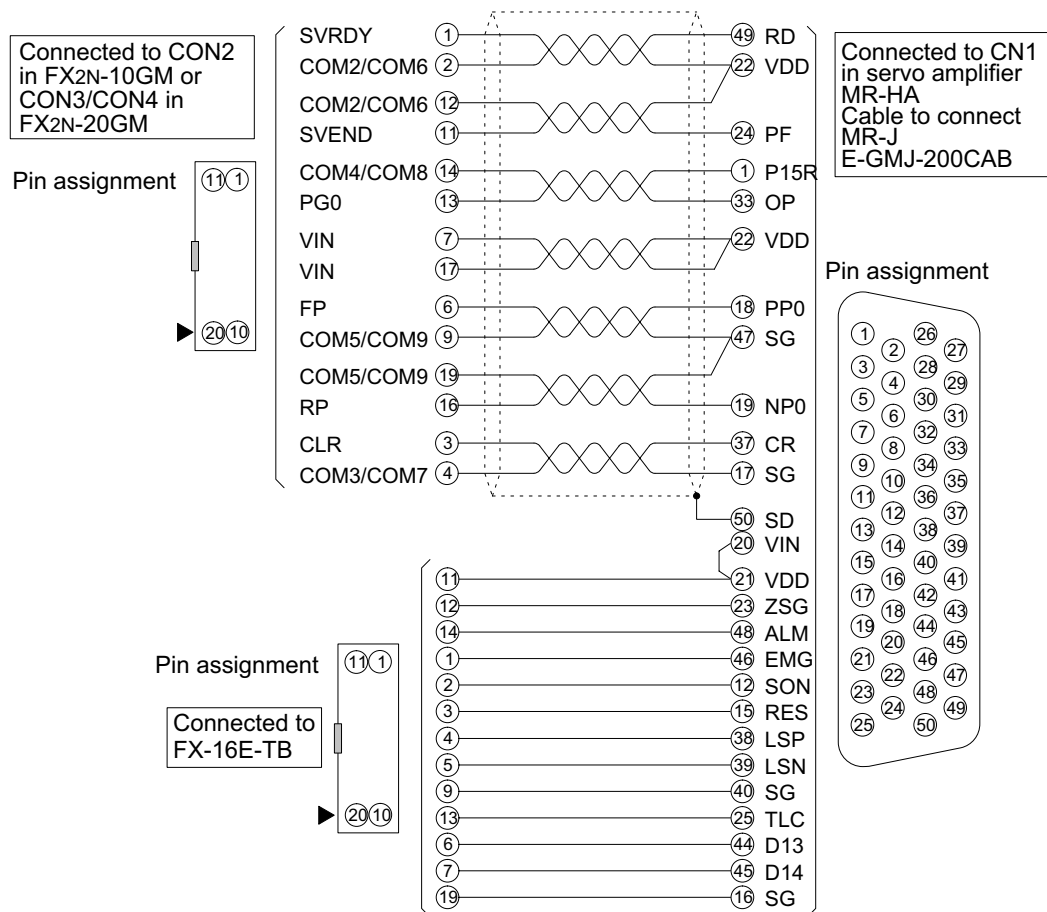 Connected to CON2
in FX2N-10GM or
CON3/CON4 in
FX2N-20GM
Pin assignment
11 1
20 10
SVRDY 1 49 RD
COM2/COM6 2 22 VDD
COM2/COM6 12
SVEND 11 24 PF
COM4/COM8 14 1 P15R
PG0 13 33 OP
VIN 7 22 VDD
VIN 17
FP 6 18 PP0
COM5/COM9 9 47 SG
COM5/COM9 19
RP 16 19 NP0
CLR 3 37 CR
COM3/COM7 4 17 SG
50 SD
20 VIN
11 21 VDD
12 23 ZSG
14 48 ALM
1 46 EMG
2 12 SON
3 15 RES
4 38 LSP
5 39 LSN
9 40 SG
13 25 TLC
6 44 D13
7 45 D14
19 16 SG
Pin assignment
11 1
Connected to
FX-16E-TB
20 10
Connected to CN1
in servo amplifier
MR-HA
Cable to connect
MR-J
E-GMJ-200CAB
Pin assignment
1 26
2 27
3 28
4 29
5 30
6 31
7 32
8 33
9 34
10 35
11 36
12 37
13 38
14 39
15 40
16 41
17 42
18 43
19 44
20 45
21 46
22 47
23 48
24 49
25 50